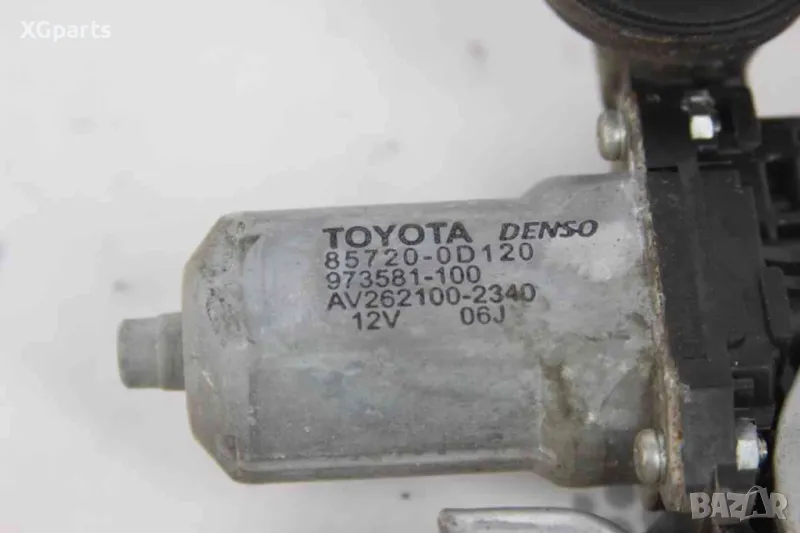 XGparts
TOYOTA DENSO
85720-0D120
973581-100
AV262100-2340
12V 06J
BAZAR